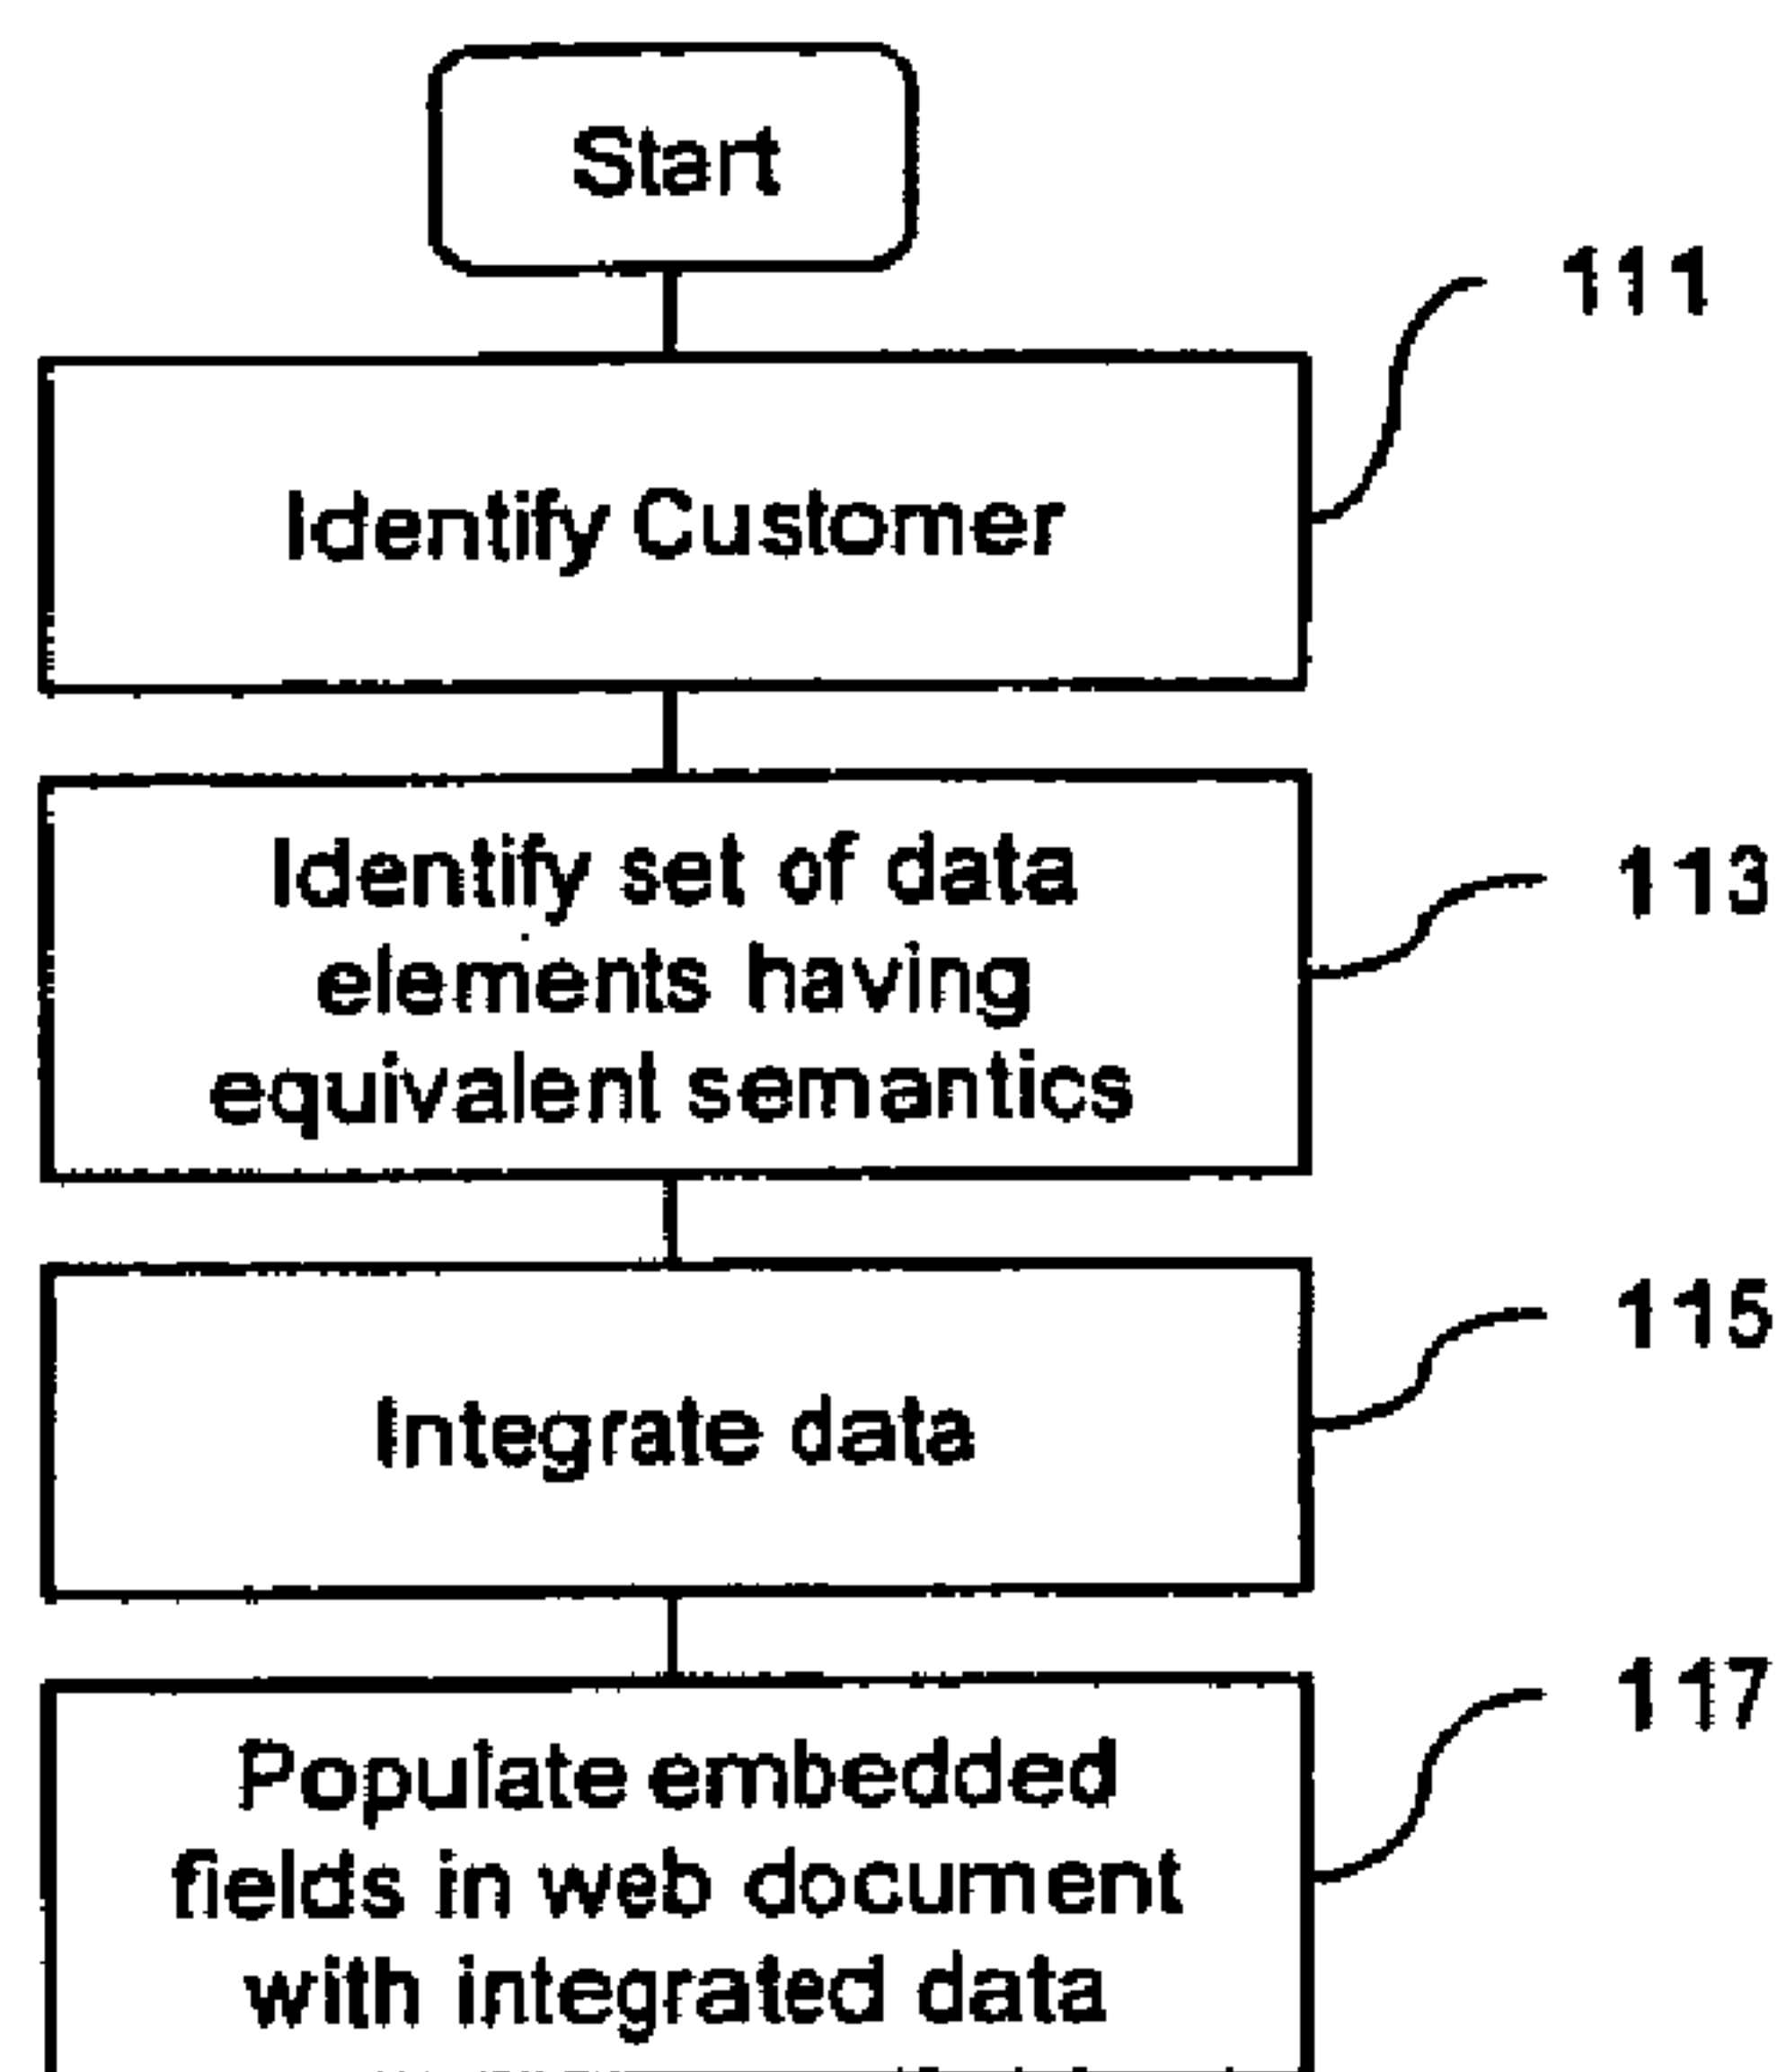 Start
111
Identify Customer
Identify set of data
113
elements having
equivalent semantics
115
Integrate data
117
Populate embedded
fields in web document
with integrated data